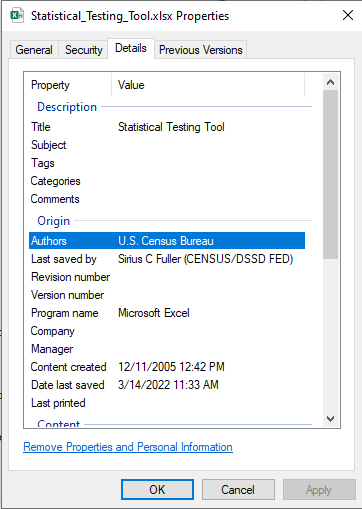 Statistical_Testing_Tool.xlsx Properties
General Security Details Previous Versions
Property Value
Description
Title Statistical Testing Tool
Subject
Tags
Categories
Comments
Origin
Authors U.S. Census Bureau
Last saved by Sirius C Fuller (CENSUS/DSSD FED)
Revision number
Version number
Program name Microsoft Excel
Company
Manager
Content created 12/11/2005 12:42 PM
Date last saved 3/14/2022 11:33 AM
Last printed
Content
Remove Properties and Personal Information
OK Cancel Apply